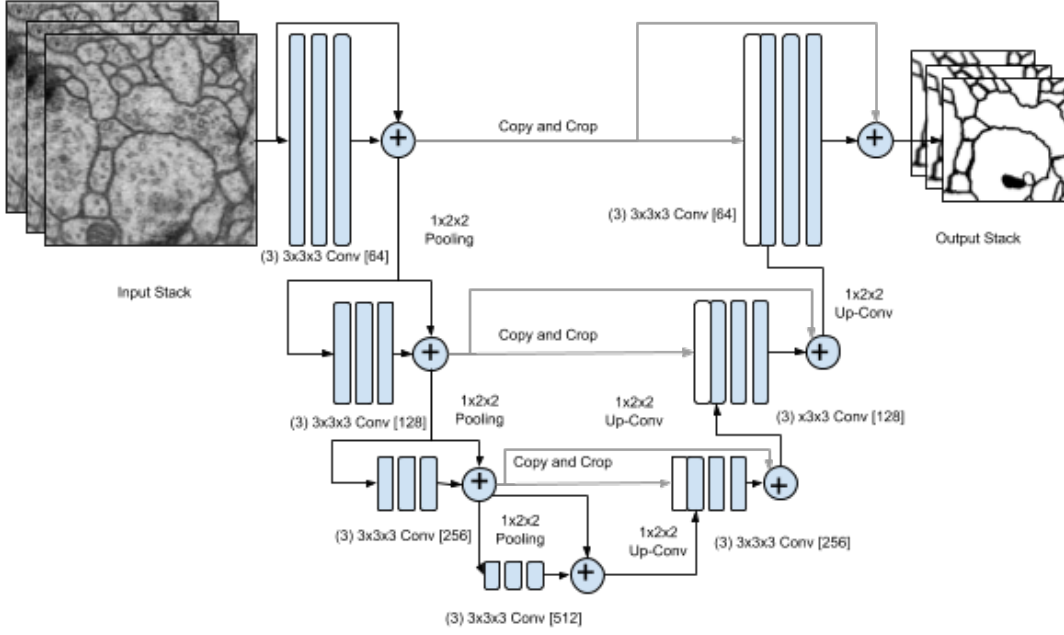 Copy and Crop
(3) 3x3x3 Conv [64]
1x2x2
Pooling
(3) 3x3x3 Conv [64]
Output Stack
Input Stack
1x2x2
Up-Conv
Copy and Crop
1x2x2
Pooling
1x2x2
Up-Conv
(3) 3x3x3 Conv [128]
(3) x3x3 Conv [128]
Copy and Crop
1x2x2
Pooling
1x2x2
Up-Conv
(3) 3x3x3 Conv [256]
(3) 3x3x3 Conv [256]
(3) 3x3x3 Conv [512]